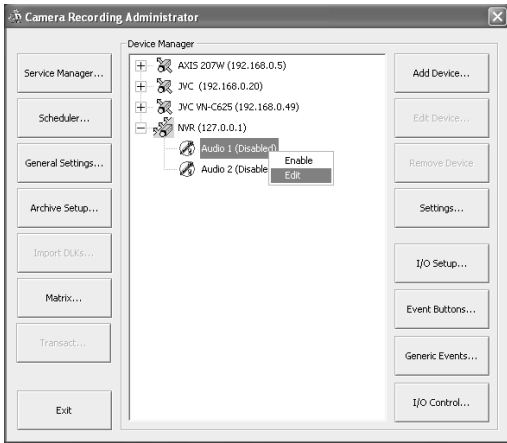 Camera Recording Administrator
Device Manager
Service Manager...
Scheduler...
General Settings...
Archive Setup...
Import DLKs...
Matrix...
Transact...
Exit
AXIS 207W (192.168.0.5)
JVC (192.168.0.20)
JVC VN-C625 (192.168.0.49)
NVR (127.0.0.1)
Audio 1 (Disabled)
Audio 2 (Disable
Enable
Edit
Add Device...
Edit Device...
Remove Device
Settings...
I/O Setup...
Event Buttons...
Generic Events...
I/O Control...